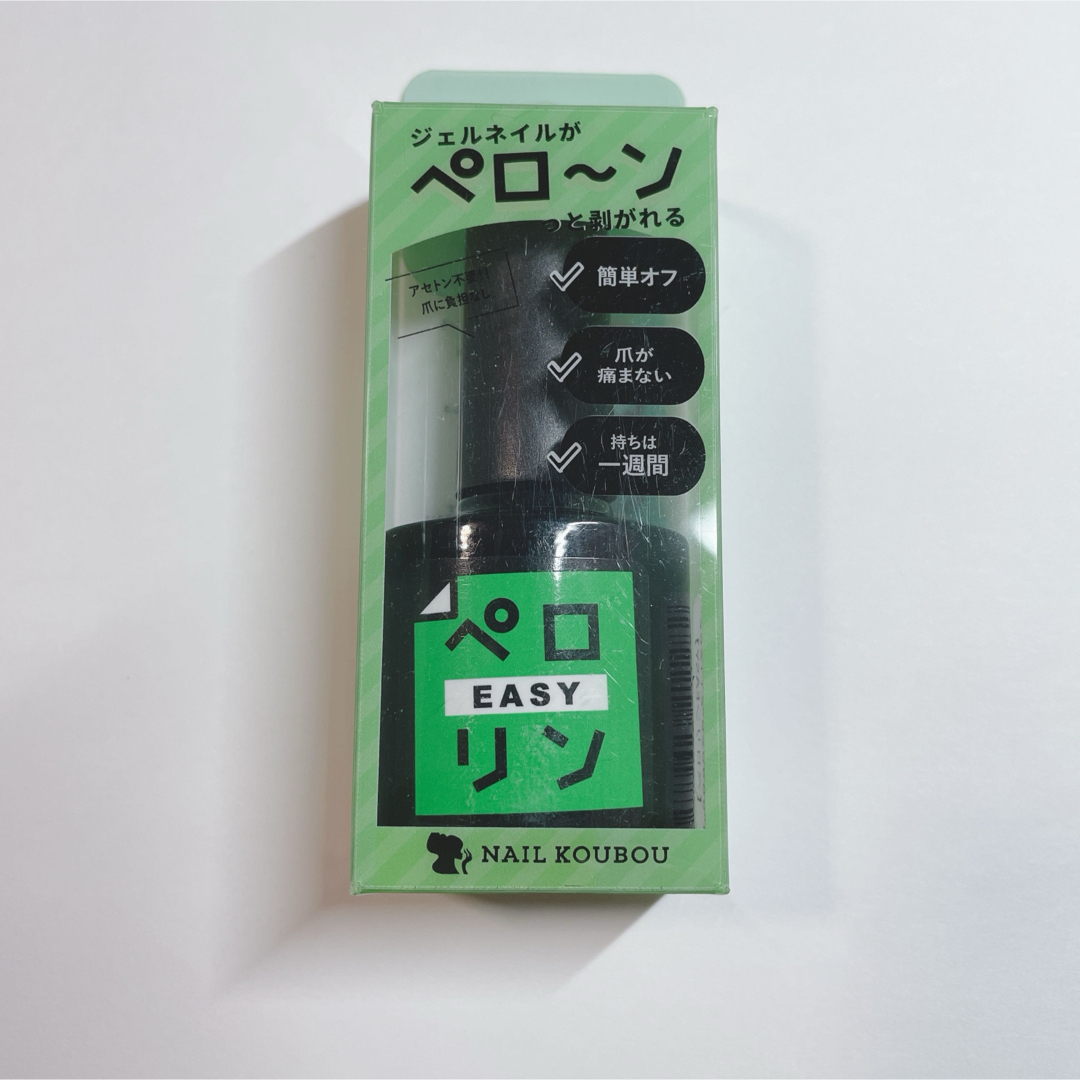 ジェルネイルが
ペロ〜ン
っと剥がれる
アセトン不要!!
爪に負担なし
簡単オフ
爪が
痛まない
持ちは
一週間
ペロ
EASY
リン
NAIL KOUBOU